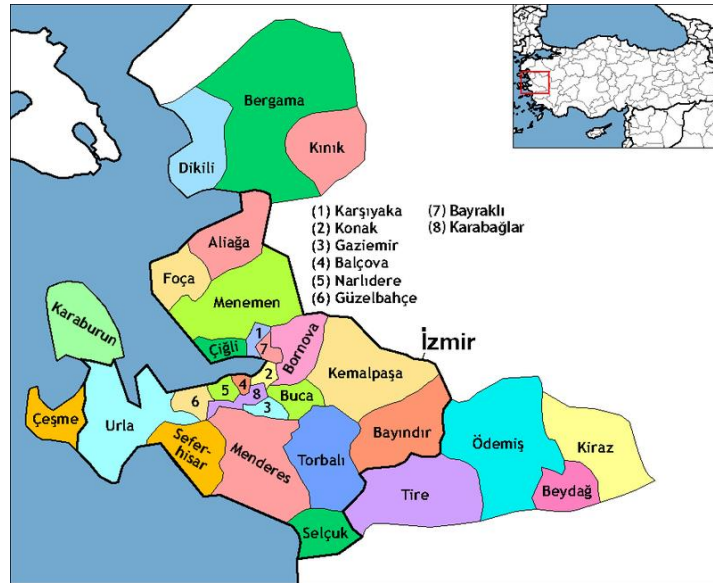 Bergama
Dikili
Kınık
(1) Karşıyaka
(2) Konak
(3) Gaziemir
(4) Balçova
(5) Narlıdere
(6) Güzelbahçe
(7) Bayraklı
(8) Karabağlar
Aliağa
Foça
Menemen
Karaburun
Çiğli
1
7
Bornova
İzmir
2
Kemalpaşa
4
5
8
6
3
Buca
Çeşme
Urla
Sefer-
hisar
Menderes
Torbalı
Bayındır
Ödemiş
Kiraz
Beydağ
Tire
Selçuk